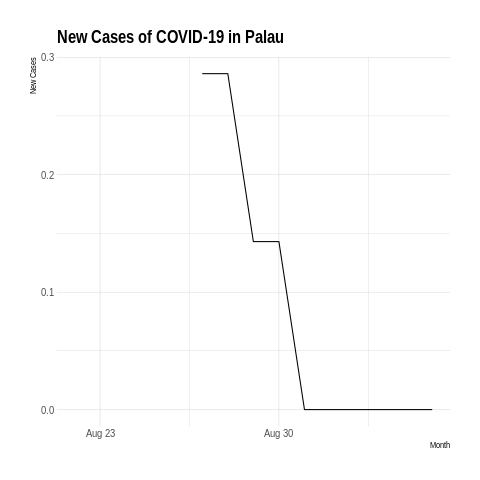 New Cases of COVID-19 in Palau
New Cases
0.3
0.2
0.1
0.0
Aug 23
Aug 30
Month